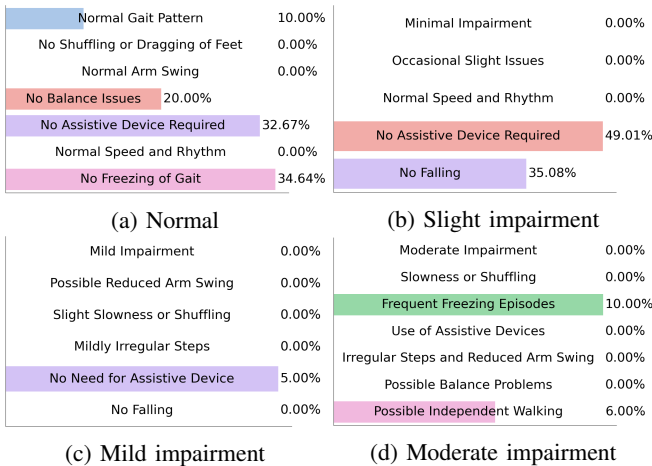 Normal Gait Pattern 10.00%
No Shuffling or Dragging of Feet 0.00%
Normal Arm Swing 0.00%
No Balance Issues 20.00%
No Assistive Device Required 32.67%
Normal Speed and Rhythm 0.00%
No Freezing of Gait 34.64%
(a) Normal
Minimal Impairment 0.00%
Occasional Slight Issues 0.00%
Normal Speed and Rhythm 0.00%
No Assistive Device Required 49.01%
No Falling 35.08%
(b) Slight impairment
Mild Impairment 0.00%
Possible Reduced Arm Swing 0.00%
Slight Slowness or Shuffling 0.00%
Mildly Irregular Steps 0.00%
No Need for Assistive Device 5.00%
No Falling 0.00%
(c) Mild impairment
Moderate Impairment 0.00%
Slowness or Shuffling 0.00%
Frequent Freezing Episodes 10.00%
Use of Assistive Devices 0.00%
Irregular Steps and Reduced Arm Swing 0.00%
Possible Balance Problems 0.00%
Possible Independent Walking 6.00%
(d) Moderate impairment